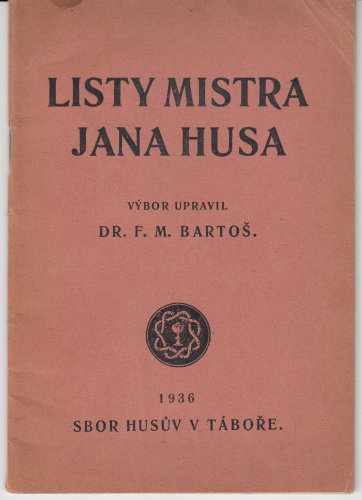 LISTY MISTRA
JANA HUSA
VÝBOR UPRAVIL
DR. F. M. BARTOŠ.
1936
SBOR HUSŮV V TÁBOŘE.